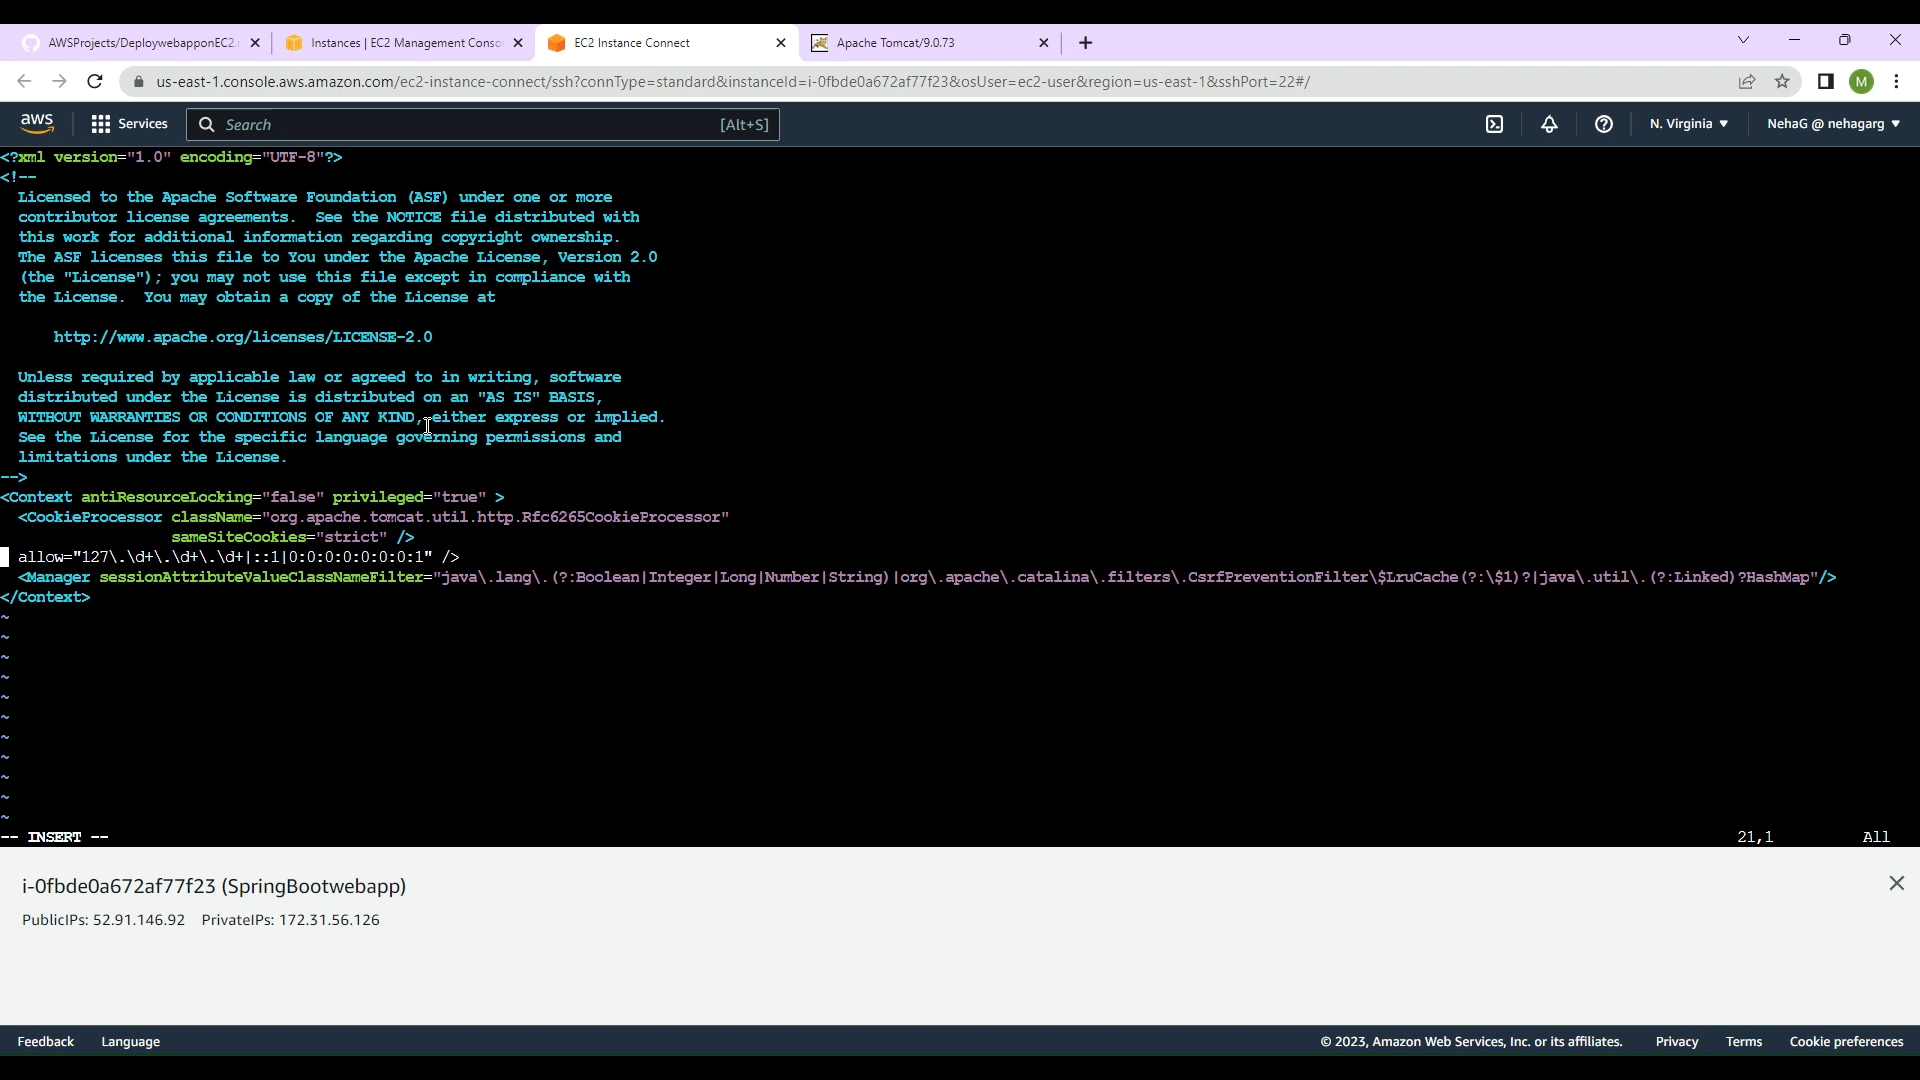 AWSProjects/DeploywebapponEC2.
Instances | EC2 Management Conso
EC2 Instance Connect
Apache Tomcat/9.0.73
us-east-1.console.aws.amazon.com/ec2-instance-connect/ssh?connType=standard&instanceId=i-0fbde0a672af77f23&osUser=ec2-user&region=us-east-1&sshPort=22#/
M
aws
Services
Search
[Alt+S]
N. Virginia
NehaG @ nehagarg
<?xml version="1.0" encoding="UTF-8"?>
<!--
Licensed to the Apache Software Foundation (ASF) under one or more
contributor license agreements. See the NOTICE file distributed with
this work for additional information regarding copyright ownership.
The ASF licenses this file to You under the Apache License, Version 2.0
(the "License"); you may not use this file except in compliance with
the License. You may obtain a copy of the License at
http://www.apache.org/licenses/LICENSE-2.0
Unless required by applicable law or agreed to in writing, software
distributed under the License is distributed on an "AS IS" BASIS,
WITHOUT WARRANTIES OR CONDITIONS OF ANY KIND, either express or implied.
See the License for the specific language governing permissions and
limitations under the License.
-->
<Context antiResourceLocking="false" privileged="true" >
<CookieProcessor className="org.apache.tomcat.util.http.Rfc6265CookieProcessor"
sameSiteCookies="strict" />
allow="127\.\d+\.\d+\.\d+|::1|0:0:0:0:0:0:0:1" />
<Manager sessionAttributeValueClassNameFilter="java\.lang\.(?:Boolean|Integer|Long|Number|String)|org\.apache\.catalina\.filters\.CsrfPreventionFilter\$LruCache(?:\$1)?|java\.util\.(?:Linked)?HashMap"/>
</Context>
~
~
~
~
~
~
~
~
~
~
~
-- INSERT --
21,1
All
i-0fbde0a672af77f23 (SpringBootwebapp)
PublicIPs: 52.91.146.92 PrivateIPs: 172.31.56.126
Feedback
Language
© 2023, Amazon Web Services, Inc. or its affiliates.
Privacy
Terms
Cookie preferences